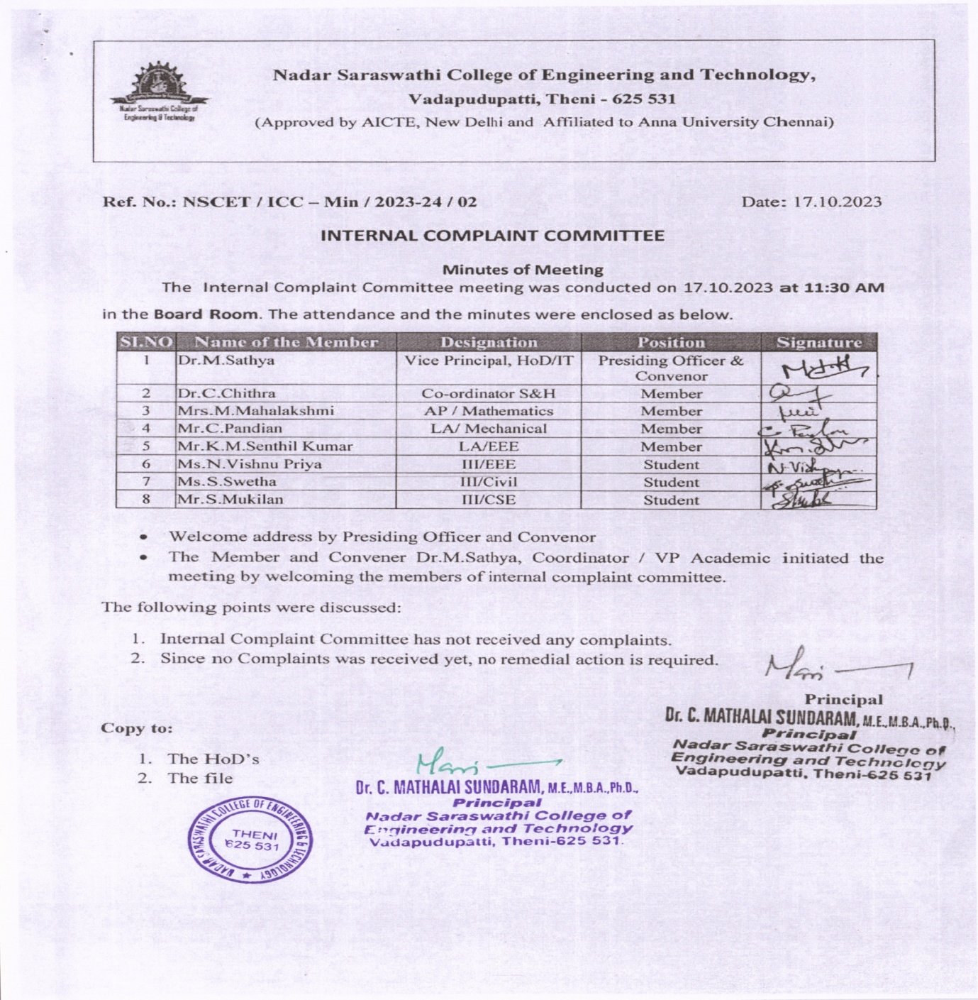 Nadar Saraswathi College of Engineering and Technology,
Vadapudupatti, Theni - 625 531
(Approved by AICTE, New Delhi and Affiliated to Anna University Chennai)
Nadar Saraswathi College of
Engineering & Technology
Ref. No.: NSCET / ICC – Min / 2023-24 / 02 Date: 17.10.2023
INTERNAL COMPLAINT COMMITTEE
Minutes of Meeting
The Internal Complaint Committee meeting was conducted on 17.10.2023 at 11:30 AM
in the Board Room. The attendance and the minutes were enclosed as below.
SI.NO Name of the Member Designation Position Signature
1 Dr.M.Sathya Vice Principal, HoD/IT Presiding Officer &
Convenor
2 Dr.C.Chithra Co-ordinator S&H Member
3 Mrs.M.Mahalakshmi AP / Mathematics Member
4 Mr.C.Pandian LA/ Mechanical Member
5 Mr.K.M.Senthil Kumar LA/EEE Member
6 Ms.N.Vishnu Priya III/EEE Student
7 Ms.S.Swetha III/Civil Student
8 Mr.S.Mukilan III/CSE Student
• Welcome address by Presiding Officer and Convenor
• The Member and Convener Dr.M.Sathya, Coordinator / VP Academic initiated the
meeting by welcoming the members of internal complaint committee.
The following points were discussed:
1. Internal Complaint Committee has not received any complaints.
2. Since no Complaints was received yet, no remedial action is required.
Principal
Dr. C. MATHALAI SUNDARAM, M.E.,M.B.A.,Ph.D.,
Principal
Nadar Saraswathi College of
Engineering and Technology
Vadapudupatti, Theni-625 531
Copy to:
1. The HoD's
2. The file
Dr. C. MATHALAI SUNDARAM, M.E.,M.B.A.,Ph.D.,
Principal
Nadar Saraswathi College of
Engineering and Technology
Vadapudupatti, Theni-625 531.
NADAR SARASWATHI COLLEGE OF ENGINEERING & TECHNOLOGY
THENI
625 531